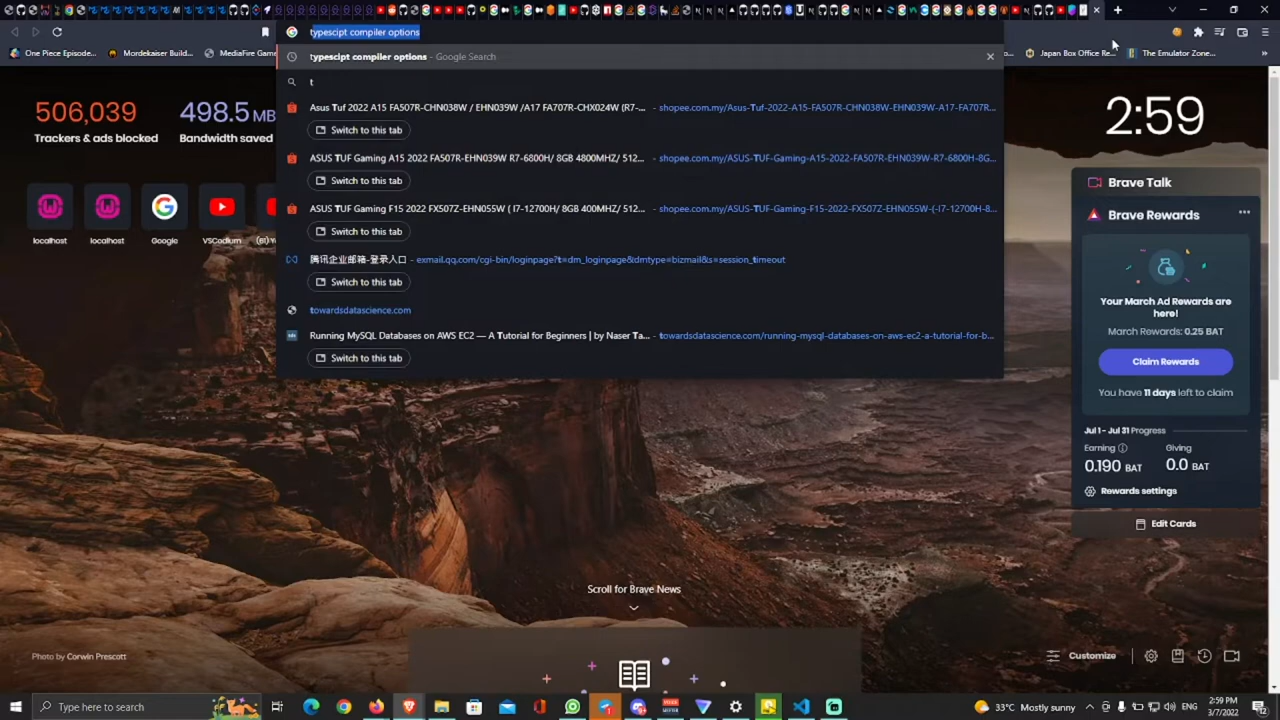 typescipt compiler options
One Piece Episode...
Mordekaiser Build...
MediaFire Game
Japan Box Office Re...
The Emulator Zone...
typescipt compiler options - Google Search
t
Asus Tuf 2022 A15 FA507R-CHN038W / EHN039W /A17 FA707R-CHX024W (R7-... - shopee.com.my/Asus-Tuf-2022-A15-FA507R-CHN038W-EHN039W-A17-FA707R...
Switch to this tab
ASUS TUF Gaming A15 2022 FA507R-EHN039W R7-6800H/ 8GB 4800MHZ/ 512... - shopee.com.my/ASUS-TUF-Gaming-A15-2022-FA507R-EHN039W-R7-6800H-8G...
Switch to this tab
ASUS TUF Gaming F15 2022 FX507Z-EHN055W ( I7-12700H/ 8GB 400MHZ/ 512... - shopee.com.my/ASUS-TUF-Gaming-F15-2022-FX507Z-EHN055W-(-I7-12700H-8...
Switch to this tab
腾讯企业邮箱-登录入口 - exmail.qq.com/cgi-bin/loginpage?t=dm_loginpage&dmtype=bizmail&s=session_timeout
Switch to this tab
towardsdatascience.com
Running MySQL Databases on AWS EC2 — A Tutorial for Beginners | by Naser Ta... - towardsdatascience.com/running-mysql-databases-on-aws-ec2-a-tutorial-for-b...
Switch to this tab
506,039
Trackers & ads blocked
498.5 MB
Bandwidth saved
localhost
localhost
Google
VSCodium
2:59
Brave Talk
Brave Rewards
Your March Ad Rewards are
here!
March Rewards: 0.25 BAT
Claim Rewards
You have 11 days left to claim
Jul 1 - Jul 31 Progress
Earning
Giving
0.190 BAT
0.0 BAT
Rewards settings
Edit Cards
Scroll for Brave News
Photo by Corwin Prescott
Customize
Type here to search
33°C Mostly sunny
ENG
2:59 PM
3/7/2022